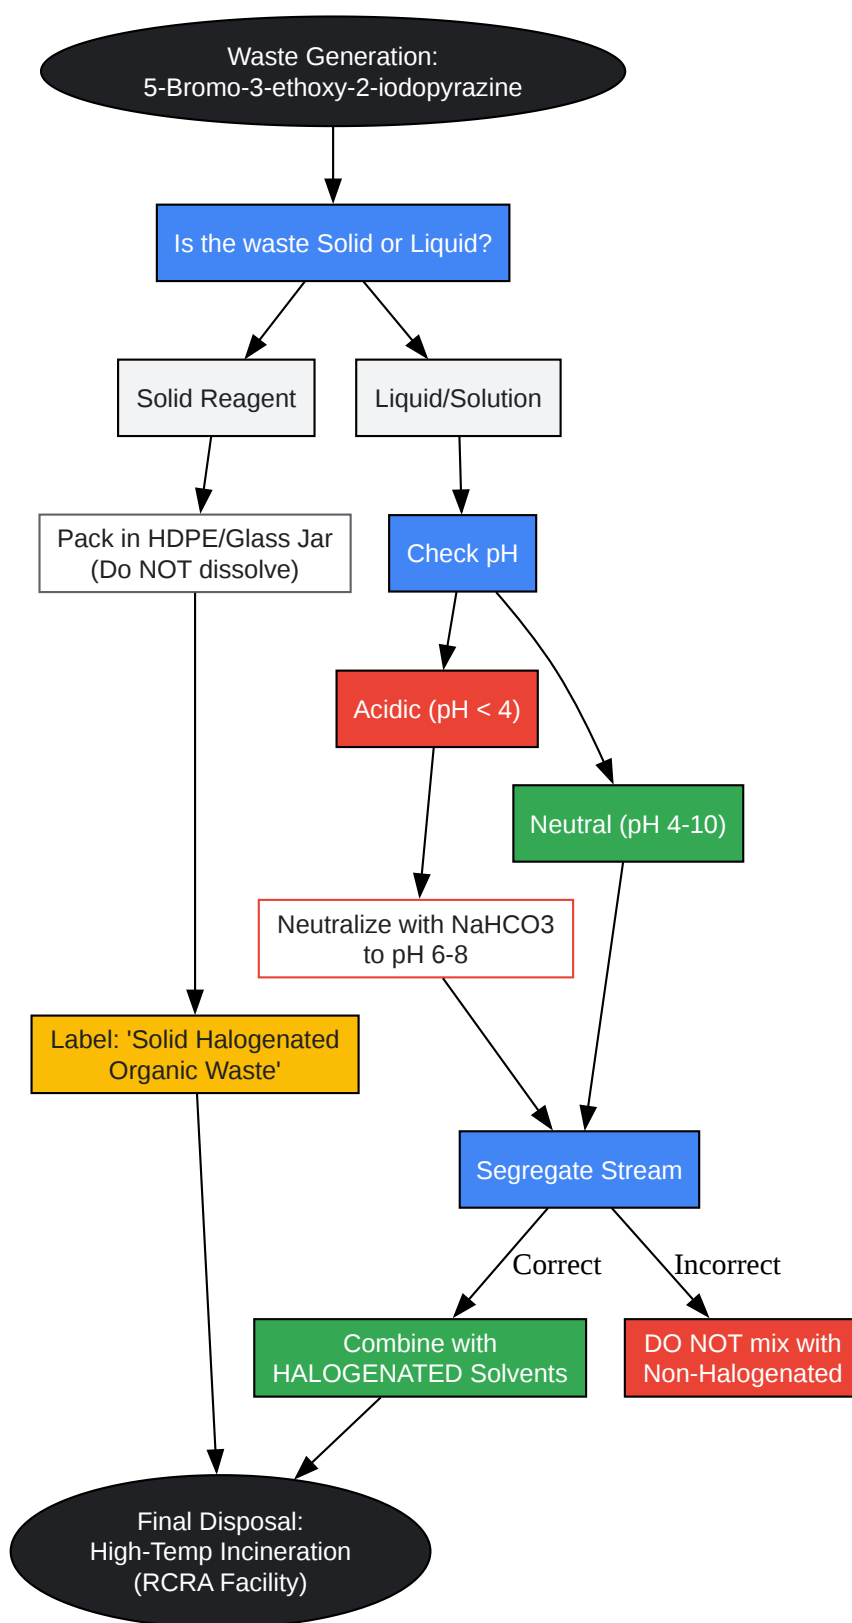 Waste Generation:
5-Bromo-3-ethoxy-2-iodopyrazine
Is the waste Solid or Liquid?
Solid Reagent
Liquid/Solution
Pack in HDPE/Glass Jar
(Do NOT dissolve)
Check pH
Acidic (pH < 4)
Neutral (pH 4-10)
Neutralize with NaHCO3
to pH 6-8
Label: 'Solid Halogenated
Organic Waste'
Segregate Stream
Correct
Incorrect
Combine with
HALOGENATED Solvents
DO NOT mix with
Non-Halogenated
Final Disposal:
High-Temp Incineration
(RCRA Facility)